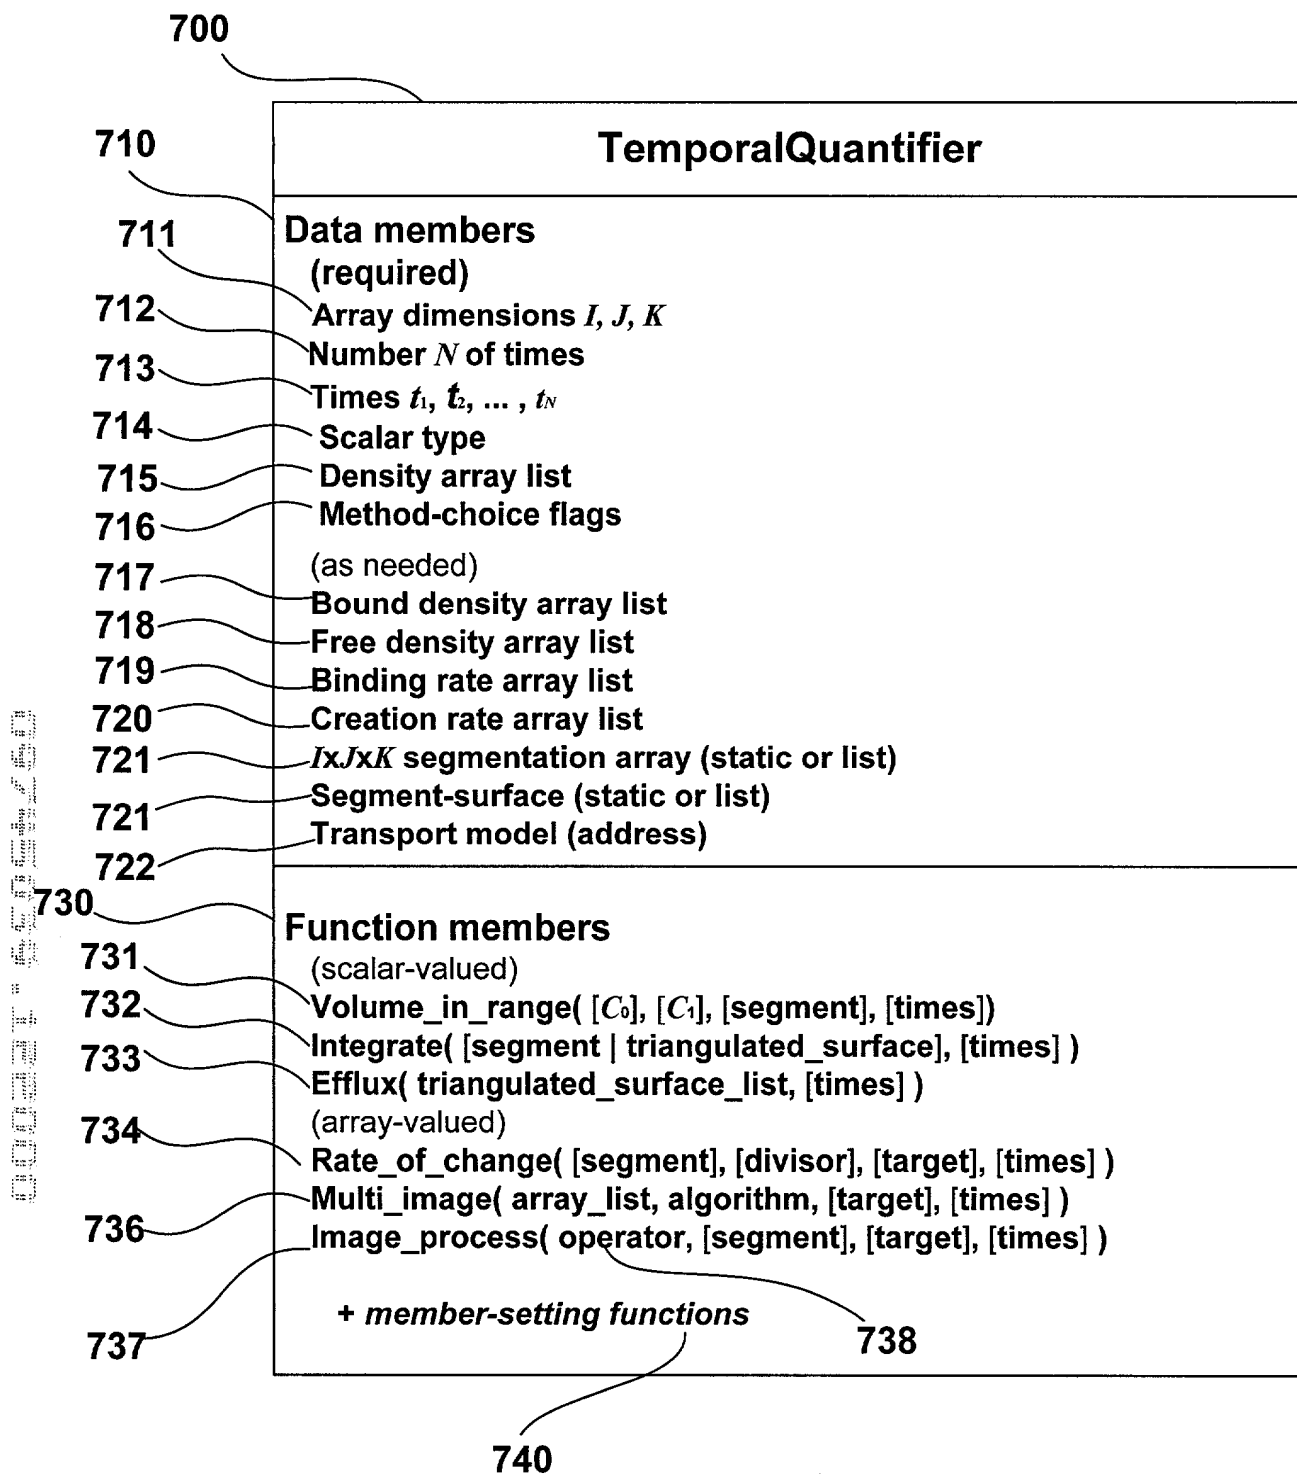 700
TemporalQuantifier
710
Data members
711
(required)
712
Array dimensions I, J, K
Number N of times
713
Times t1, t2, ... , tN
714
Scalar type
715
Density array list
716
Method-choice flags
(as needed)
717
Bound density array list
718
Free density array list
719
Binding rate array list
720
Creation rate array list
721
IxJxK segmentation array (static or list)
721
Segment-surface (static or list)
722
Transport model (address)
730
Function members
731
(scalar-valued)
Volume_in_range( [C0], [C1], [segment], [times])
732
Integrate( [segment | triangulated_surface], [times] )
733
Efflux( triangulated_surface_list, [times] )
(array-valued)
734
Rate_of_change( [segment], [divisor], [target], [times] )
736
Multi_image( array_list, algorithm, [target], [times] )
Image_process( operator, [segment], [target], [times] )
+ member-setting functions
737
738
740